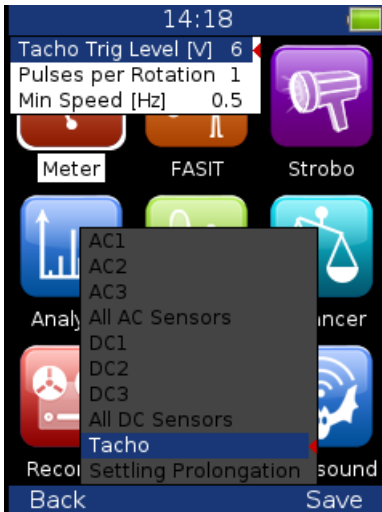 14:18
Tacho Trig Level [V] 6
Pulses per Rotation 1
Min Speed [Hz] 0.5
Meter FASIT Strobo
AC1
AC2
AC3
All AC Sensors
DC1
DC2
DC3
All DC Sensors
Tacho
Settling Prolongation
Back Save